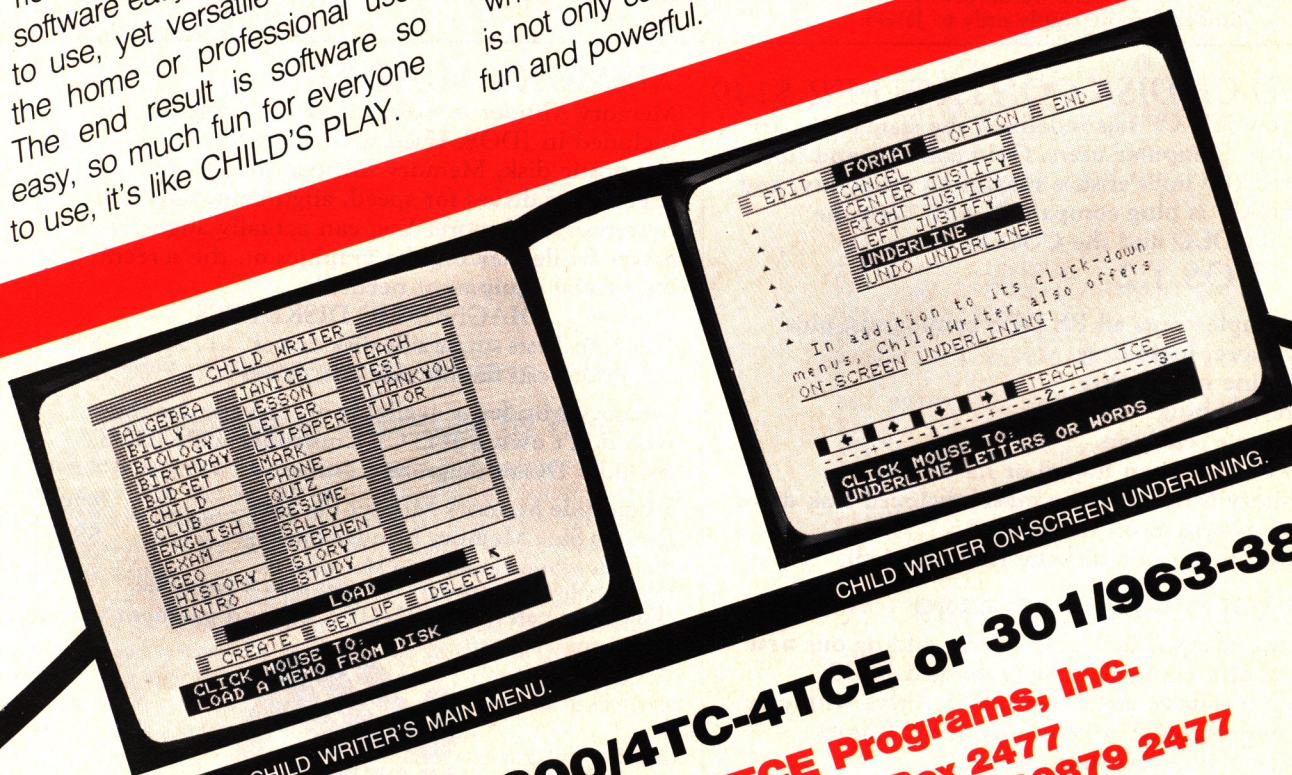 software easy
to use, yet versatile
the home or professional use
The end result is software so
easy, so much fun for everyone
to use, it's like CHILD'S PLAY.
is not only
fun and powerful.
CHILD WRITER
ALGEBRA JANICE TEACH
BILLY LESSON TEST
BIOLOGY LETTER THANKYOU
BIRTHDAY LITPAPER TUTOR
BUDGET MARK
CHILD PHONE
CLUB QUIZ
ENGLISH RESUME
EXAM SALLY
GEO STEPHEN
HISTORY STORY
INTRO STUDY
LOAD
CREATE SET UP DELETE
CLICK MOUSE TO:
LOAD A MEMO FROM DISK
CHILD WRITER'S MAIN MENU.
EDIT FORMAT OPTION END
CANCEL
CENTER JUSTIFY
RIGHT JUSTIFY
LEFT JUSTIFY
UNDERLINE
UNDO UNDERLINE
In addition to its click-down
menus, Child Writer also offers
ON-SCREEN UNDERLINING!
TEACH TCE
-----1-----2-----3--
CLICK MOUSE TO:
UNDERLINE LETTERS OR WORDS
CHILD WRITER ON-SCREEN UNDERLINING.
800/4TC-4TCE or 301/963-38
TCE Programs, Inc.
Box 2477
20879 2477